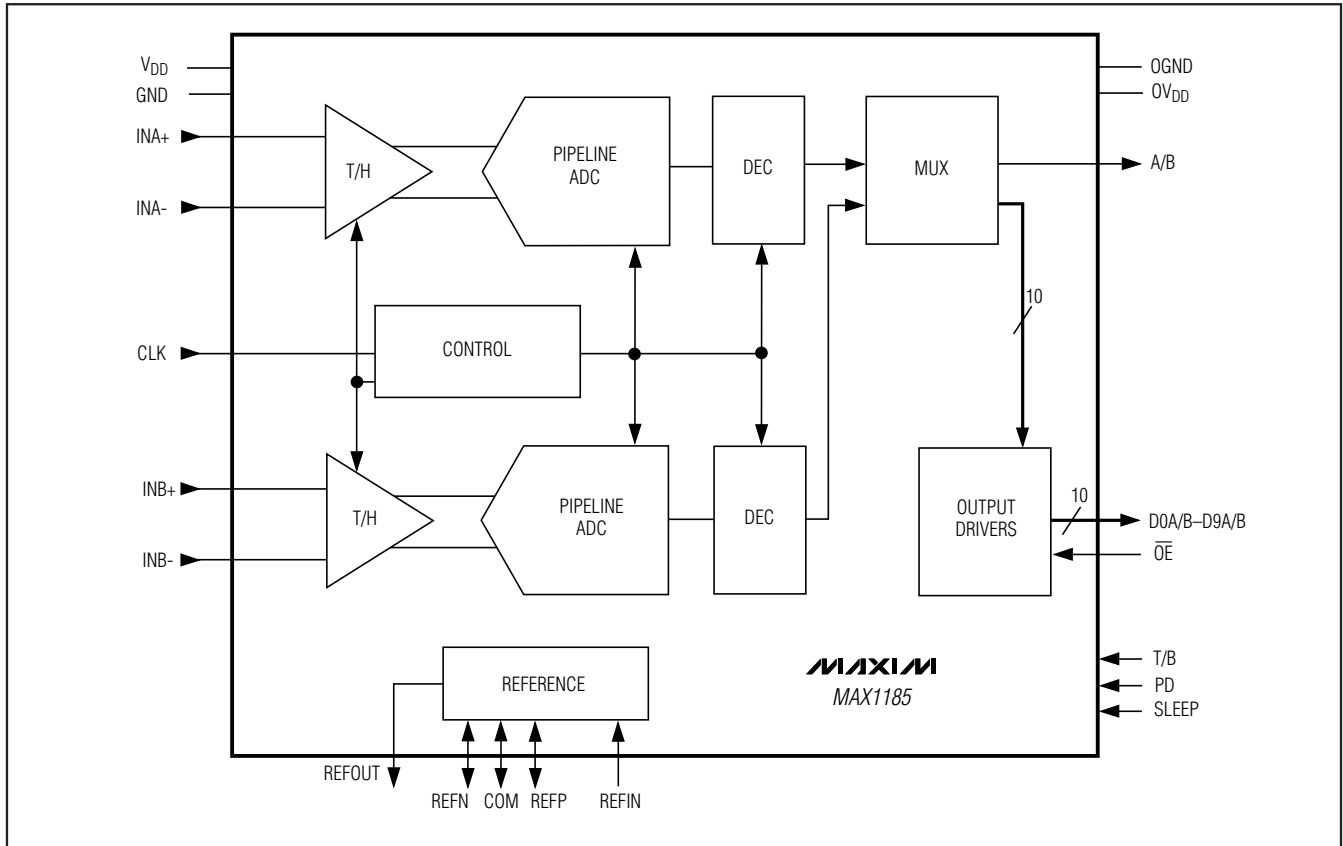 VDD
GND
INA+
INA-
CLK
INB+
INB-
T/H
PIPELINE
ADC
DEC
MUX
CONTROL
10
T/H
PIPELINE
ADC
DEC
OUTPUT
DRIVERS
10
OGND
OVDD
A/B
D0A/B–D9A/B
O̅E̅
T/B
PD
SLEEP
REFERENCE
MAXIM
MAX1185
REFOUT
REFN
COM
REFP
REFIN